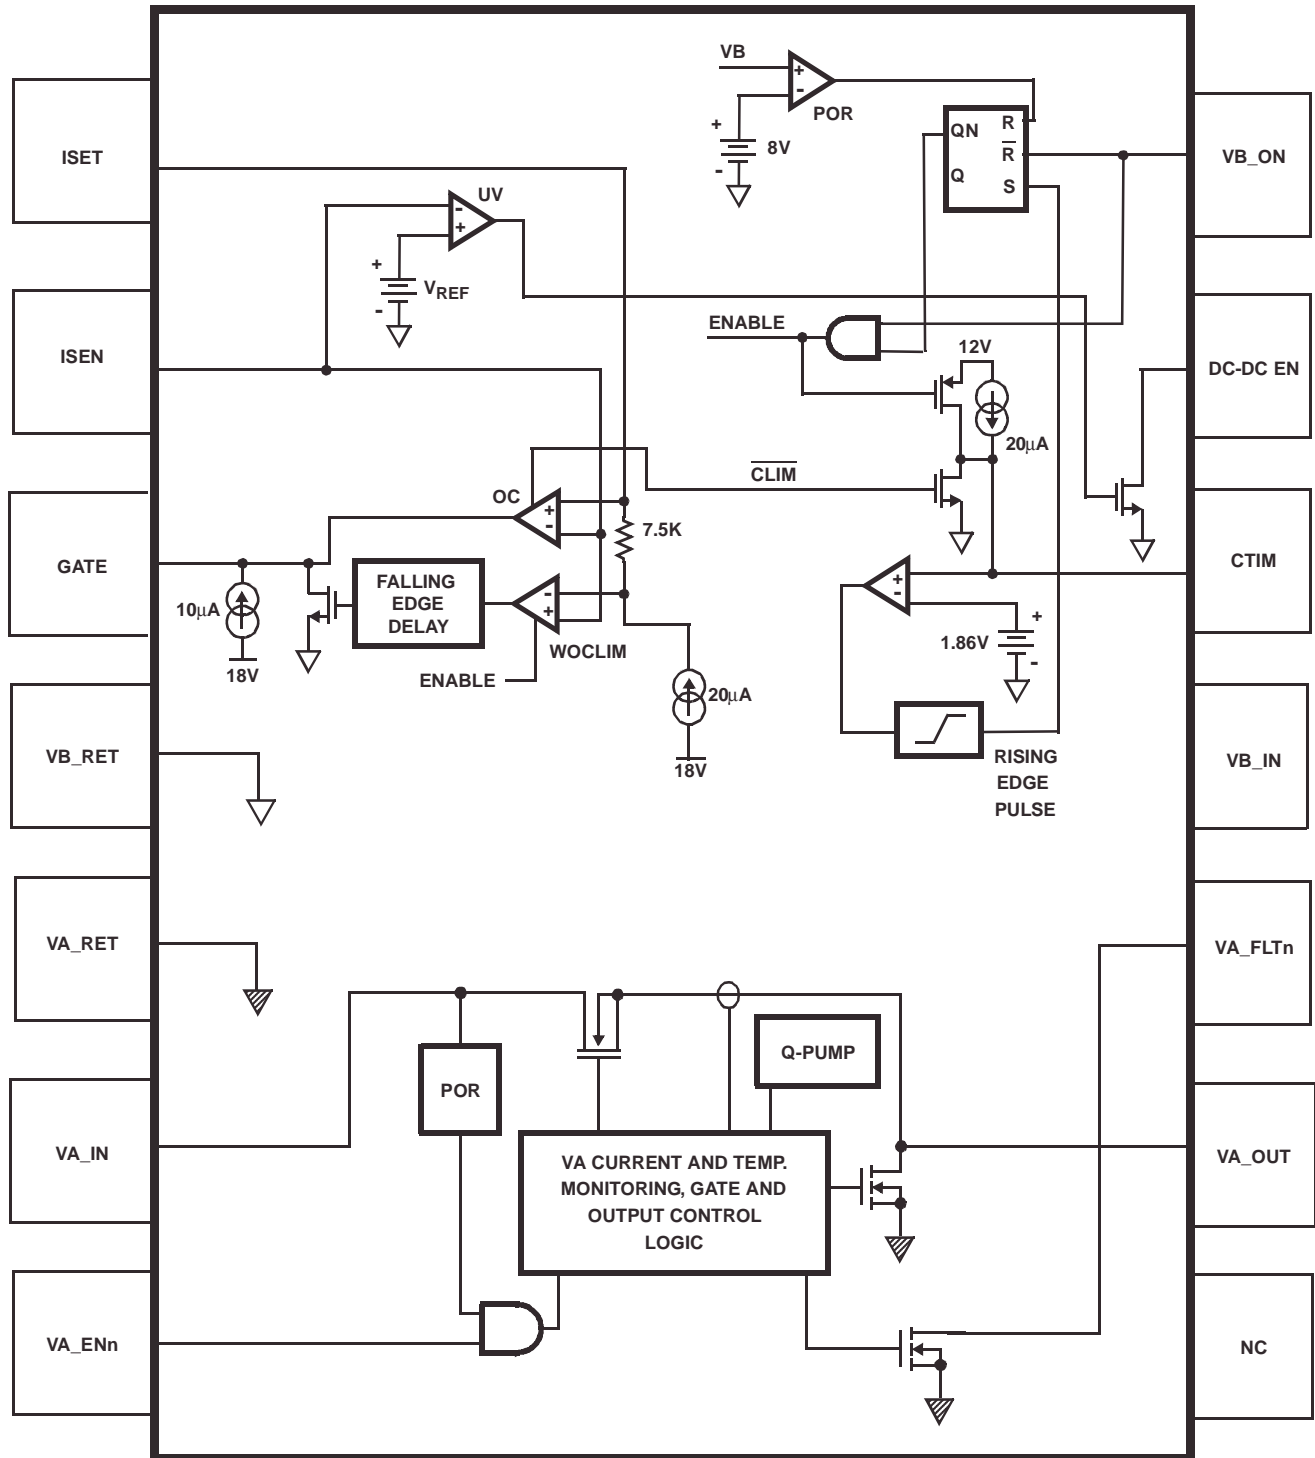 VB
+
-
POR
+
-
8V
QN
R
R̅
Q
S
ISET
VB_ON
UV
-
+
+
-
VREF
ENABLE
12V
20µA
ISEN
DC-DC EN
C̅L̅I̅M̅
OC
+
-
7.5K
GATE
10µA
18V
FALLING
EDGE
DELAY
-
+
WOCLIM
ENABLE
20µA
18V
+
-
1.86V
+
-
CTIM
RISING
EDGE
PULSE
VB_RET
VB_IN
VA_RET
VA_FLTn
POR
Q-PUMP
VA_IN
VA CURRENT AND TEMP.
MONITORING, GATE AND
OUTPUT CONTROL
LOGIC
VA_OUT
VA_ENn
NC